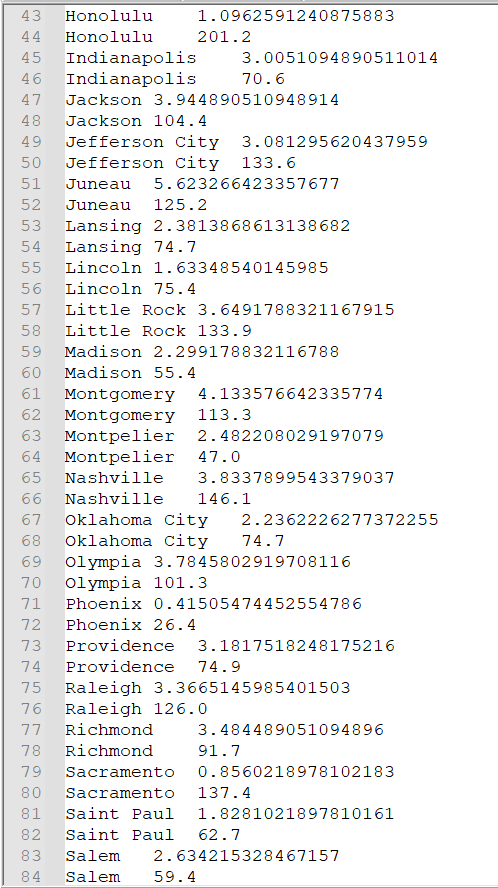 43 Honolulu 1.0962591240875883
44 Honolulu 201.2
45 Indianapolis 3.0051094890511014
46 Indianapolis 70.6
47 Jackson 3.944890510948914
48 Jackson 104.4
49 Jefferson City 3.081295620437959
50 Jefferson City 133.6
51 Juneau 5.623266423357677
52 Juneau 125.2
53 Lansing 2.3813868613138682
54 Lansing 74.7
55 Lincoln 1.63348540145985
56 Lincoln 75.4
57 Little Rock 3.6491788321167915
58 Little Rock 133.9
59 Madison 2.299178832116788
60 Madison 55.4
61 Montgomery 4.133576642335774
62 Montgomery 113.3
63 Montpelier 2.482208029197079
64 Montpelier 47.0
65 Nashville 3.8337899543379037
66 Nashville 146.1
67 Oklahoma City 2.2362226277372255
68 Oklahoma City 74.7
69 Olympia 3.7845802919708116
70 Olympia 101.3
71 Phoenix 0.41505474452554786
72 Phoenix 26.4
73 Providence 3.1817518248175216
74 Providence 74.9
75 Raleigh 3.3665145985401503
76 Raleigh 126.0
77 Richmond 3.484489051094896
78 Richmond 91.7
79 Sacramento 0.8560218978102183
80 Sacramento 137.4
81 Saint Paul 1.8281021897810161
82 Saint Paul 62.7
83 Salem 2.634215328467157
84 Salem 59.4